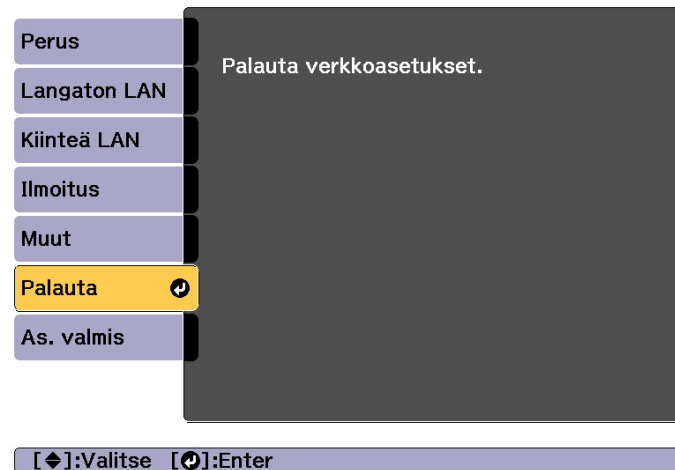 Perus
Langaton LAN
Kiinteä LAN
Ilmoitus
Muut
Palauta
As. valmis
Palauta verkkoasetukset.
[◆]:Valitse [↵]:Enter